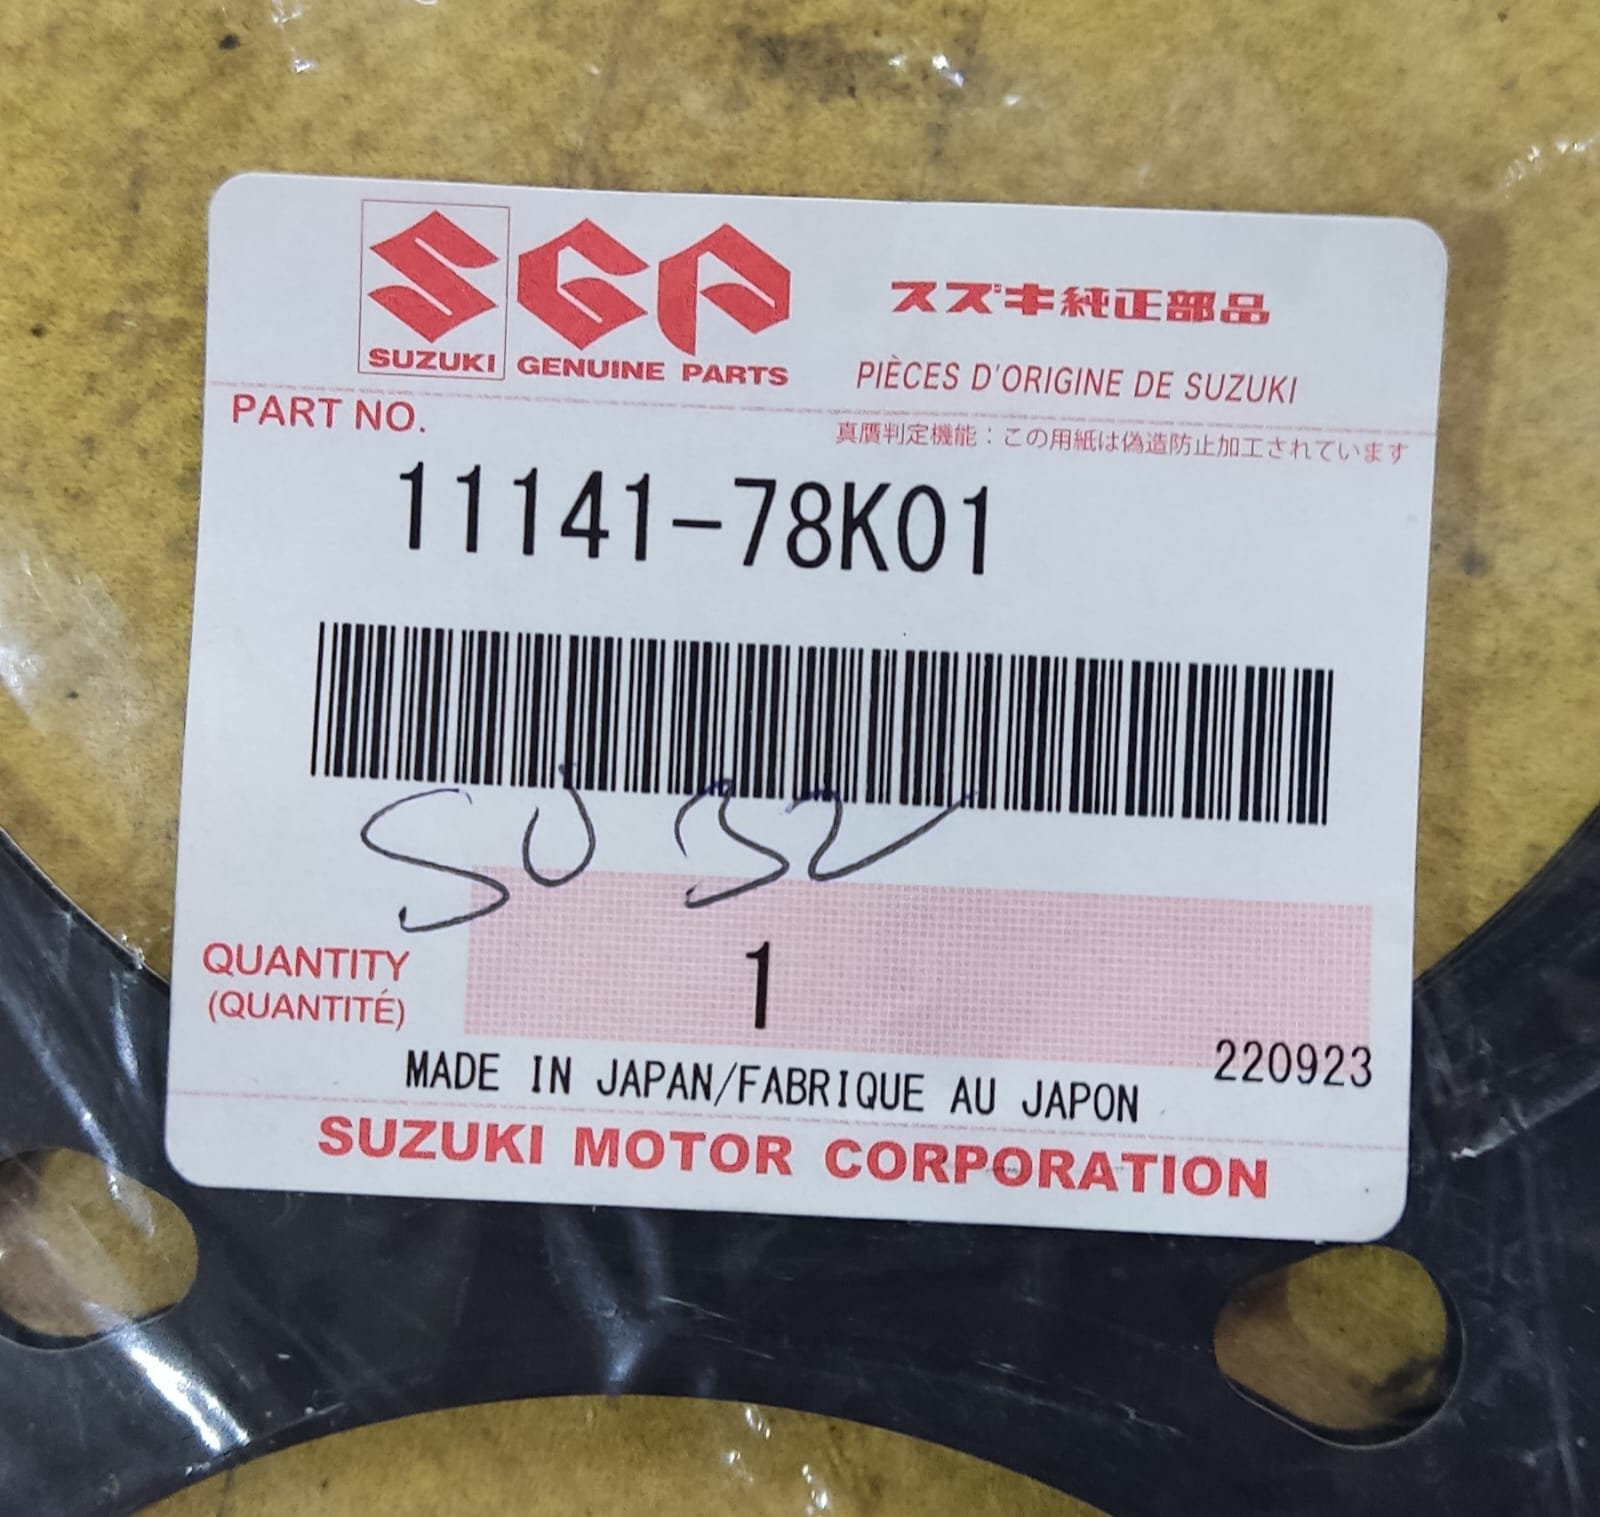 SUZUKI
SGP
GENUINE PARTS
スズキ純正部品
PIÈCES D'ORIGINE DE SUZUKI
PART NO.
真贋判定機能：この用紙は偽造防止加工されています
11141-78K01
QUANTITY
(QUANTITÉ)
1
220923
MADE IN JAPAN/FABRIQUE AU JAPON
SUZUKI MOTOR CORPORATION